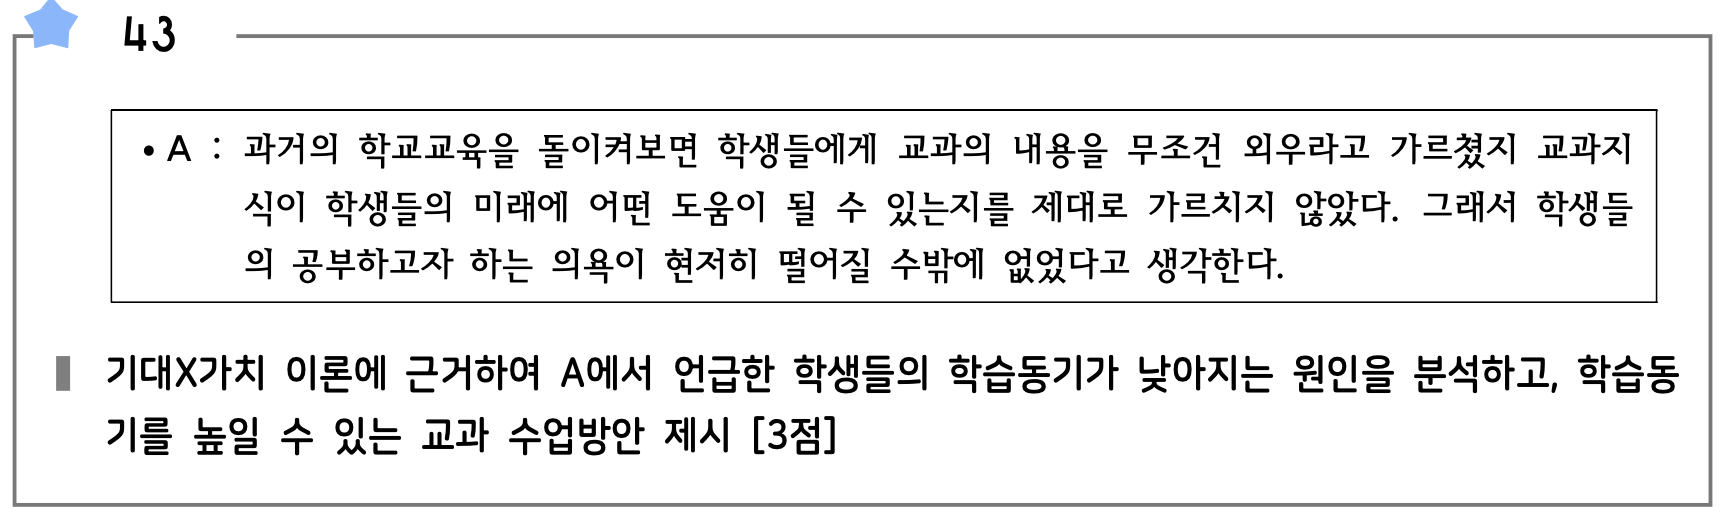 43
• A : 과거의 학교교육을 돌이켜보면 학생들에게 교과의 내용을 무조건 외우라고 가르쳤지 교과지
식이 학생들의 미래에 어떤 도움이 될 수 있는지를 제대로 가르치지 않았다. 그래서 학생들
의 공부하고자 하는 의욕이 현저히 떨어질 수밖에 없었다고 생각한다.
기대X가치 이론에 근거하여 A에서 언급한 학생들의 학습동기가 낮아지는 원인을 분석하고, 학습동
기를 높일 수 있는 교과 수업방안 제시 [3점]